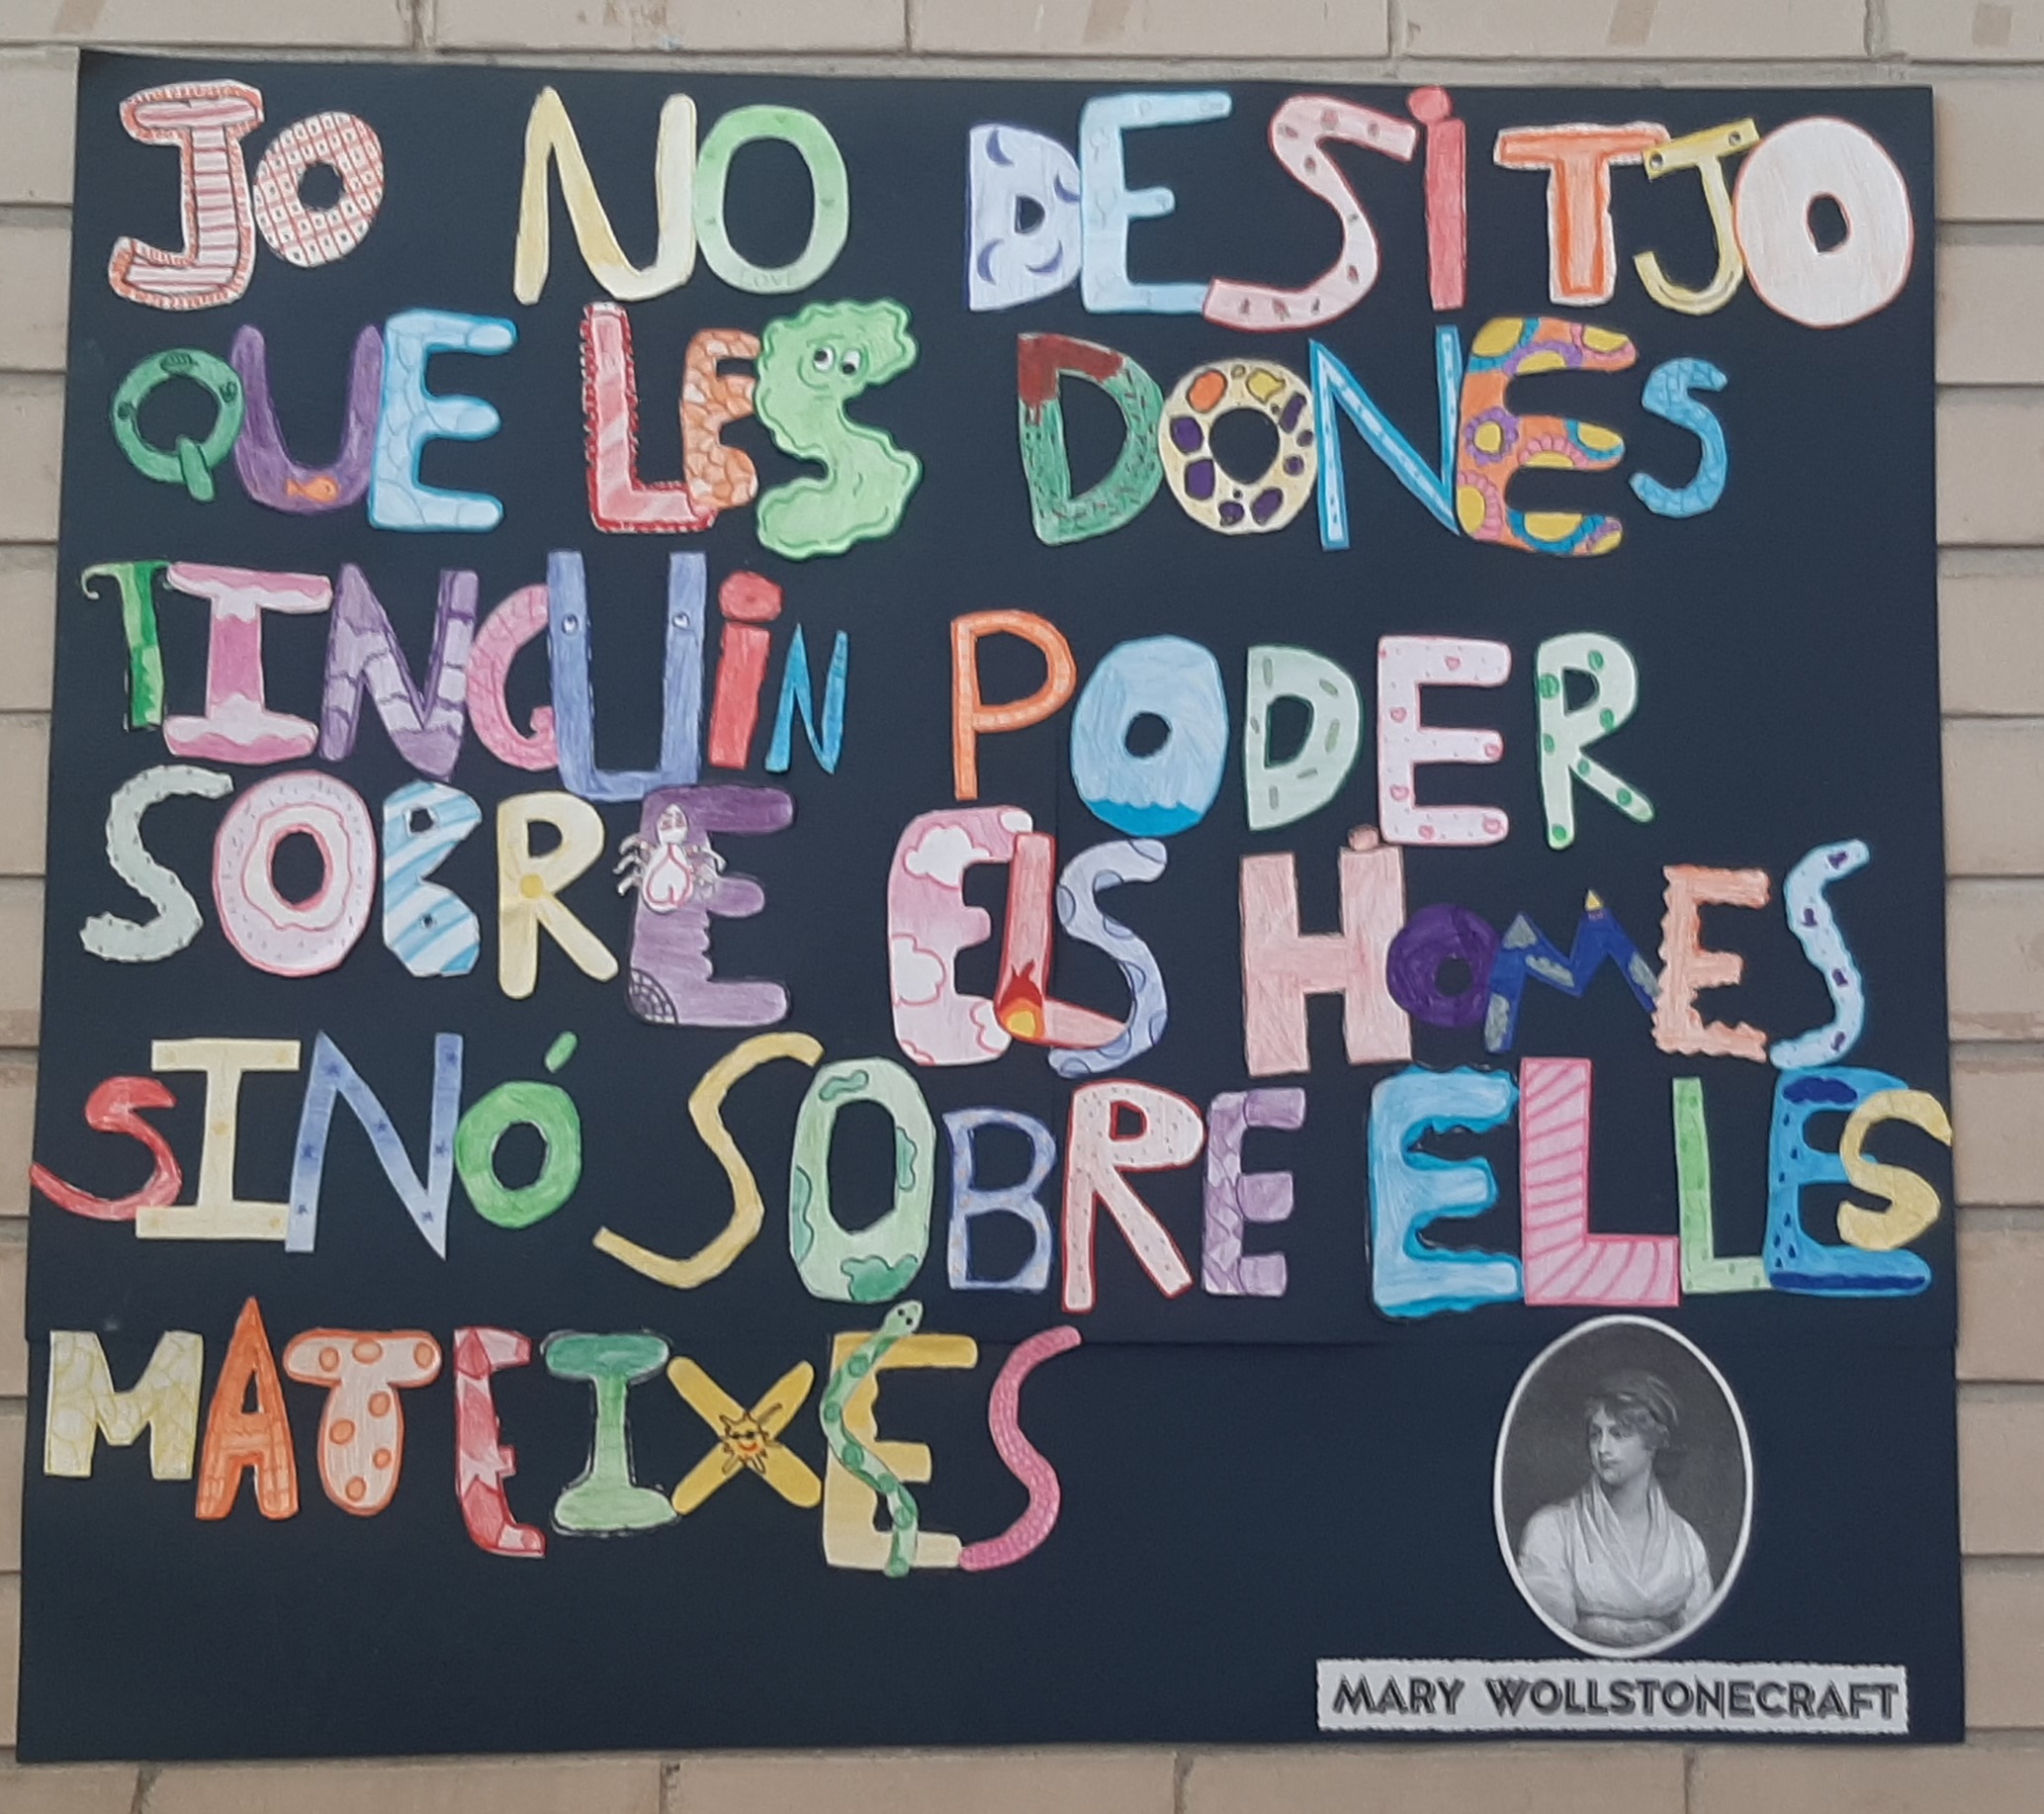 JO NO DESiTJO
QUE LES DONES
TINGUiN PODER
SOBRE ELS HOMES
SINÓ SOBRE ELLES
MATEIXES
MARY WOLLSTONECRAFT